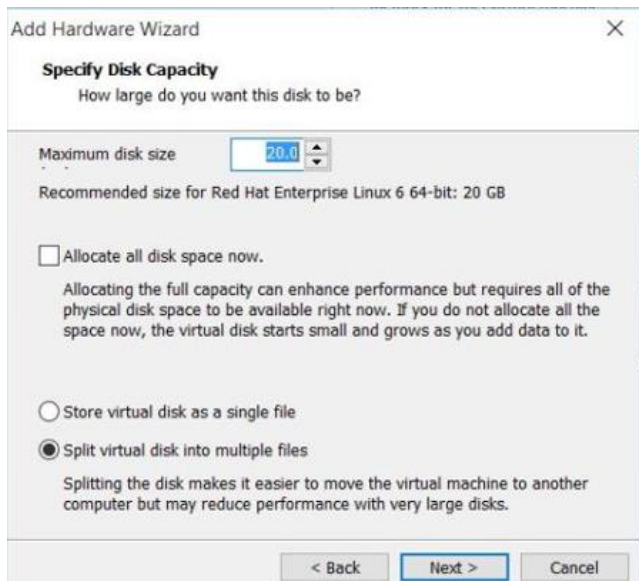 Add Hardware Wizard
Specify Disk Capacity
How large do you want this disk to be?
Maximum disk size 20.0
Recommended size for Red Hat Enterprise Linux 6 64-bit: 20 GB
Allocate all disk space now.
Allocating the full capacity can enhance performance but requires all of the
physical disk space to be available right now. If you do not allocate all the
space now, the virtual disk starts small and grows as you add data to it.
Store virtual disk as a single file
Split virtual disk into multiple files
Splitting the disk makes it easier to move the virtual machine to another
computer but may reduce performance with very large disks.
< Back Next > Cancel